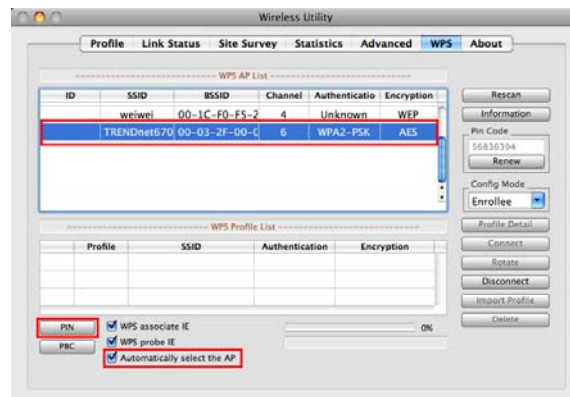 Wireless Utility
Profile Link Status Site Survey Statistics Advanced WPS About
WPS AP List
ID SSID BSSID Channel Authenticatio Encryption
weiwei 00-1C-F0-F5-2 4 Unknown WEP
TRENDnet670 00-03-2F-00-C 6 WPA2-PSK AES
Rescan
Information
Pin Code
56836394
Renew
Config Mode
Enrollee
WPS Profile List
Profile SSID Authentication Encryption
Profile Detail
Connect
Rotate
Disconnect
Import Profile
Delete
PIN
PBC
WPS associate IE
WPS probe IE
Automatically select the AP
0%